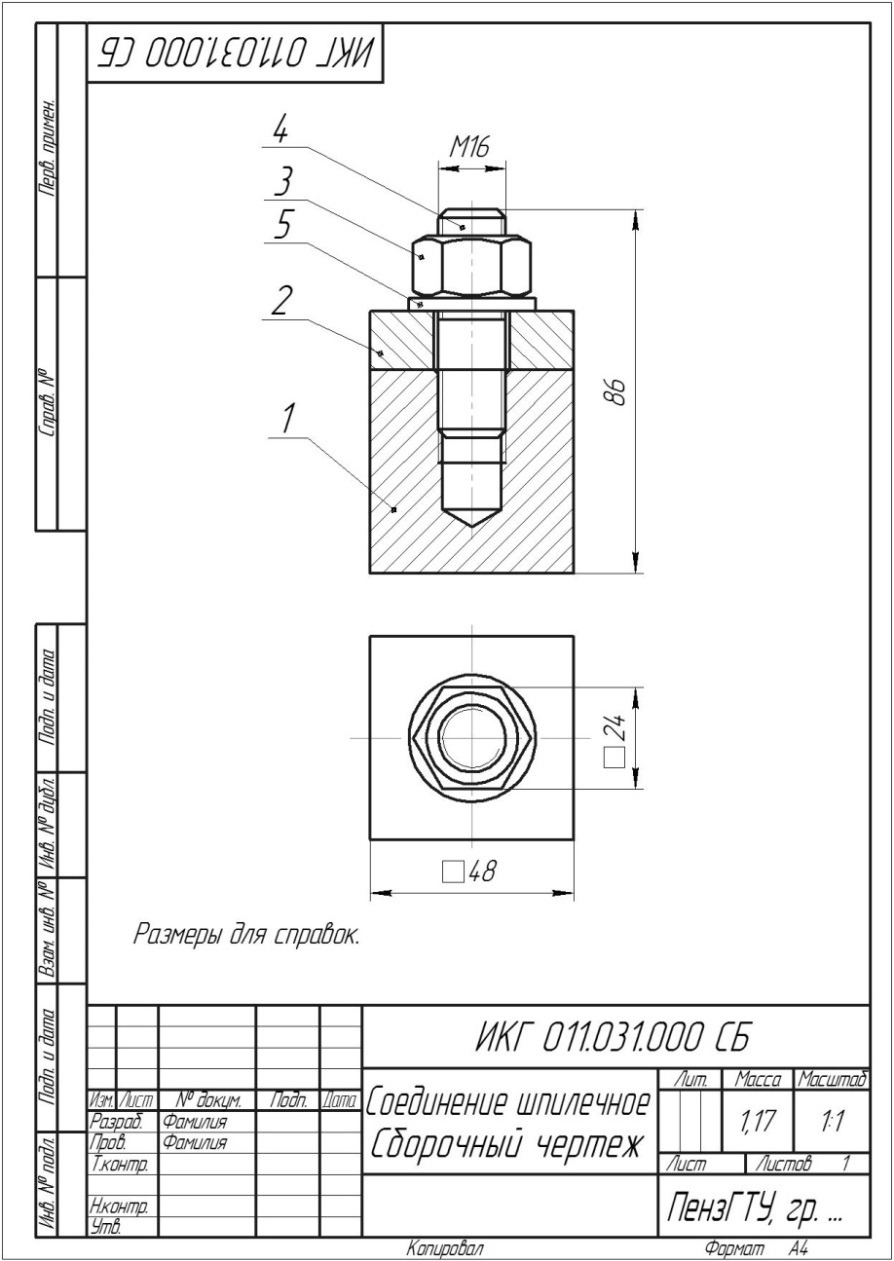 ИКГ 011.031.000 СБ
Перв. примен.
Справ. №
Подп. и дата
Инв. № дубл.
Взам. инв. №
Подп. и дата
Инв. № подл.
4
3
5
2
1
М16
86
□24
□48
Размеры для справок.
ИКГ 011.031.000 СБ
Изм. Лист № докум. Подп. Дата
Разраб. Фамилия
Пров. Фамилия
Т.контр.
Н.контр.
Утв.
Соединение шпилечное
Сборочный чертеж
Лит. Масса Масштаб
1,17 1:1
Лист Листов 1
ПензГТУ, гр. ...
Копировал Формат А4